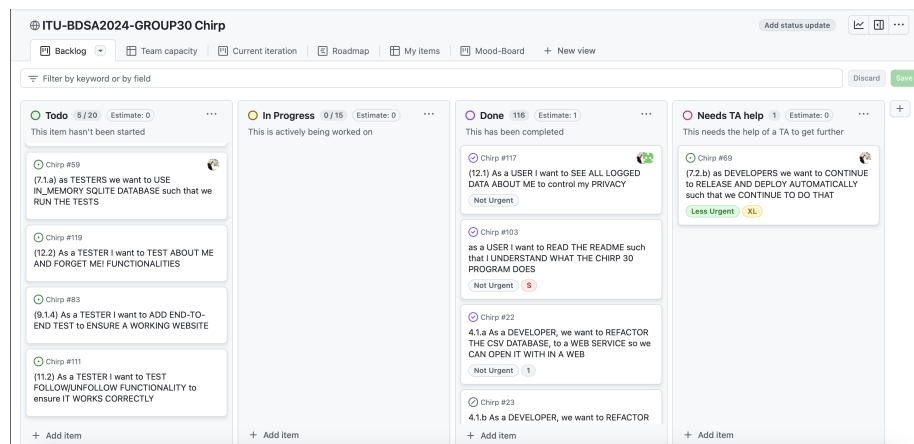 ITU-BDSA2024-GROUP30 Chirp
Add status update
Backlog
Team capacity
Current iteration
Roadmap
My items
Mood-Board
New view
Filter by keyword or by field
Discard
Save
Todo 5 / 20 Estimate: 0
This item hasn't been started
Chirp #59
(7.1.a) as TESTERS we want to USE
IN_MEMORY SQLITE DATABASE such that we
RUN THE TESTS
Chirp #119
(12.2) As a TESTER I want to TEST ABOUT ME
AND FORGET ME! FUNCTIONALITIES
Chirp #83
(9.1.4) As a TESTER I want to ADD END-TO-
END TEST to ENSURE A WORKING WEBSITE
Chirp #111
(11.2) As a TESTER I want to TEST
FOLLOW/UNFOLLOW FUNCTIONALITY to
ensure IT WORKS CORRECTLY
+ Add item
In Progress 0 / 15 Estimate: 0
This is actively being worked on
+ Add item
Done 116 Estimate: 1
This has been completed
Chirp #117
(12.1) As a USER I want to SEE ALL LOGGED
DATA ABOUT ME to control my PRIVACY
Not Urgent
Chirp #103
as a USER I want to READ THE README such
that I UNDERSTAND WHAT THE CHIRP 30
PROGRAM DOES
Not Urgent S
Chirp #22
4.1.a As a DEVELOPER, we want to REFACTOR
THE CSV DATABASE, to a WEB SERVICE so we
CAN OPEN IT WITH IN A WEB
Not Urgent 1
Chirp #23
4.1.b As a DEVELOPER, we want to REFACTOR
+ Add item
Needs TA help 1 Estimate: 0
This needs the help of a TA to get further
Chirp #69
(7.2.b) as DEVELOPERS we want to CONTINUE
to RELEASE AND DEPLOY AUTOMATICALLY
such that we CONTINUE TO DO THAT
Less Urgent XL
+ Add item